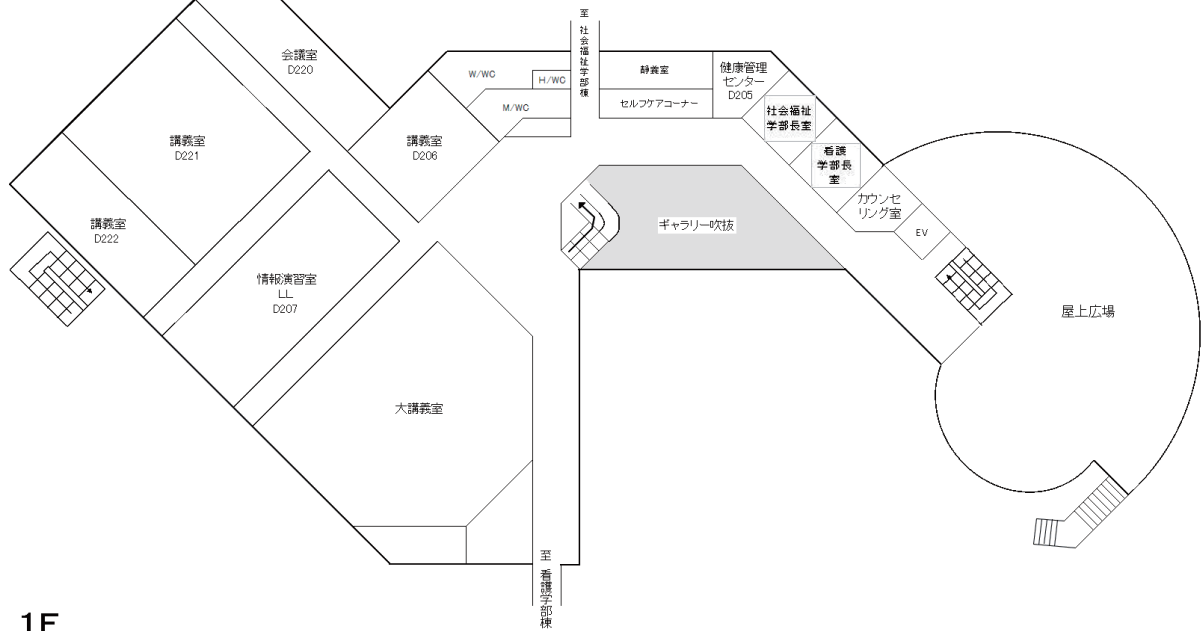 会議室
D220
講義室
D221
講義室
D222
講義室
D206
情報演習室
LL
D207
大講義室
W/WC
H/WC
M/WC
至 社会福祉学部棟
静養室
セルフケアコーナー
健康管理
センター
D205
社会福祉
学部長室
看護
学部長
室
カウンセ
リング室
EV
ギャラリー吹抜
屋上広場
至 看護学部棟
1F